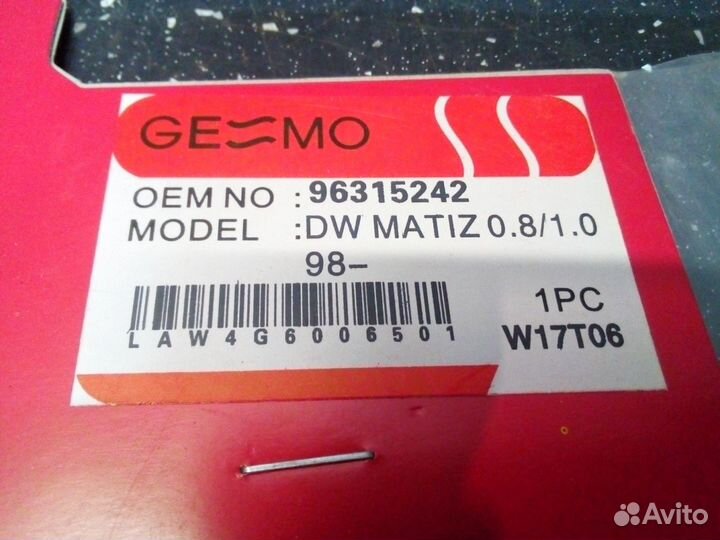 GE≈MO
OEM NO : 96315242
MODEL : DW MATIZ 0.8/1.0
98-
LAW4G6006501
1PC
W17T06
Avito